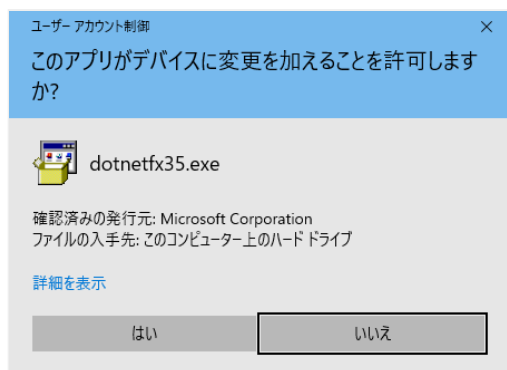 ユーザー アカウント制御
このアプリがデバイスに変更を加えることを許可します
か?
dotnetfx35.exe
確認済みの発行元: Microsoft Corporation
ファイルの入手先: このコンピューター上のハード ドライブ
詳細を表示
はい
いいえ